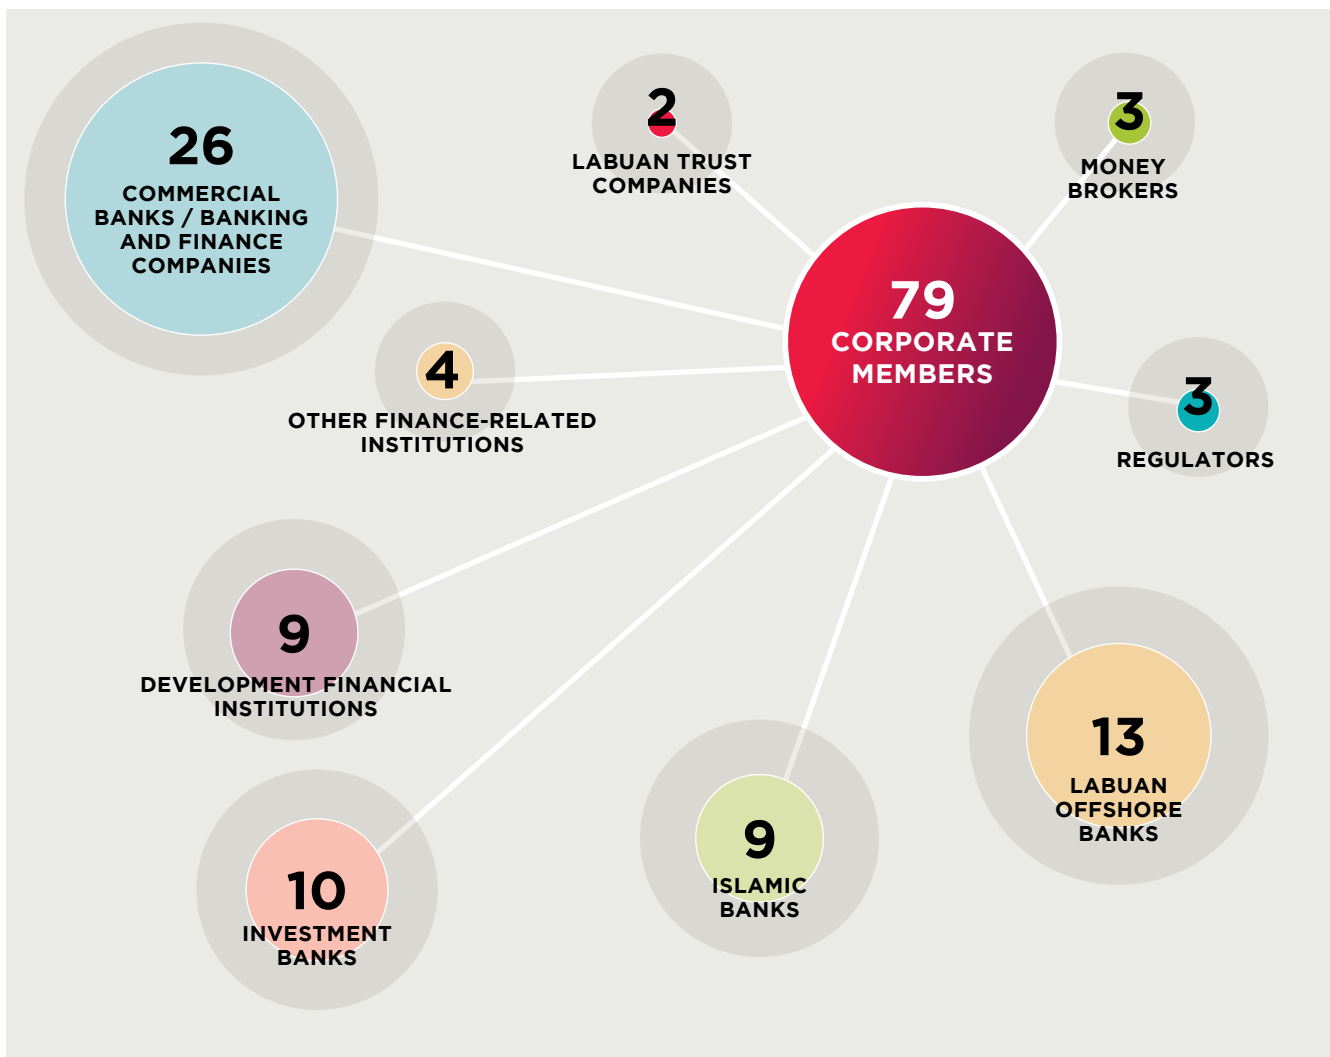 26
COMMERCIAL
BANKS / BANKING
AND FINANCE
COMPANIES
2
LABUAN TRUST
COMPANIES
3
MONEY
BROKERS
79
CORPORATE
MEMBERS
4
OTHER FINANCE-RELATED
INSTITUTIONS
3
REGULATORS
9
DEVELOPMENT FINANCIAL
INSTITUTIONS
13
LABUAN
OFFSHORE
BANKS
10
INVESTMENT
BANKS
9
ISLAMIC
BANKS